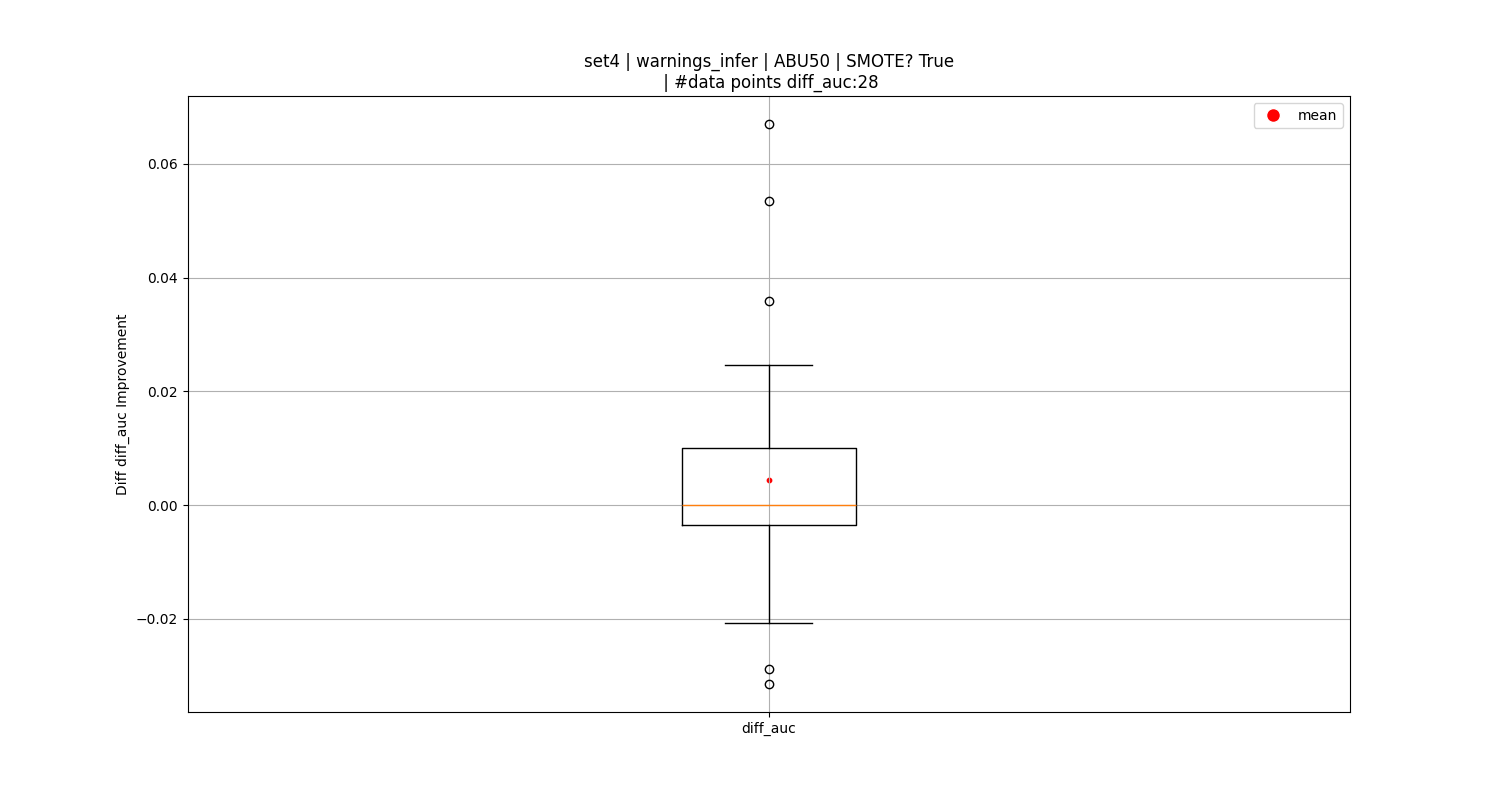 set4 | warnings_infer | ABU50 | SMOTE? True
| #data points diff_auc:28
mean
0.06
0.04
0.02
0.00
−0.02
Diff diff_auc Improvement
diff_auc